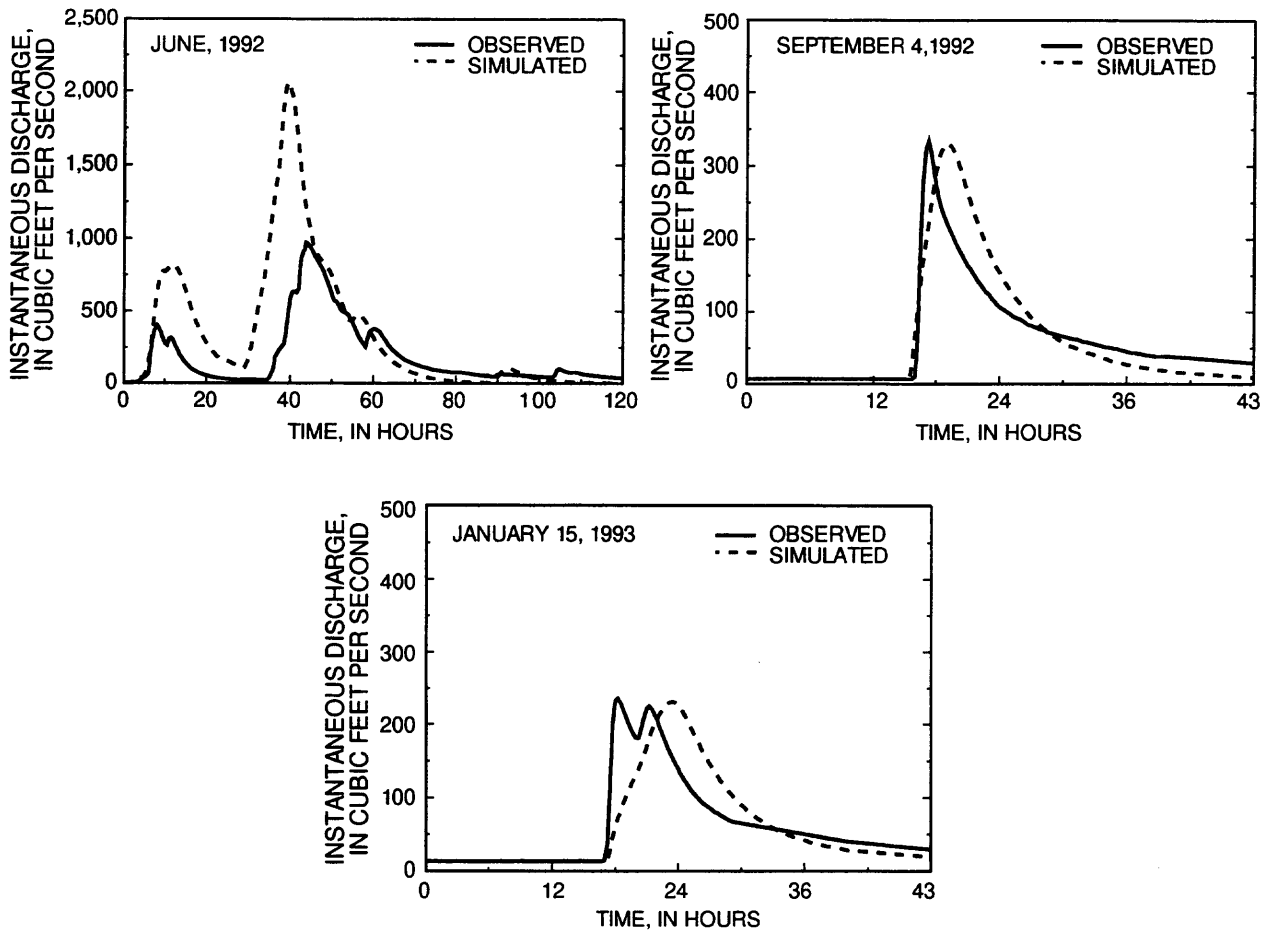 INSTANTANEOUS DISCHARGE,
IN CUBIC FEET PER SECOND
2,500
2,000
1,500
1,000
500
0
JUNE, 1992
OBSERVED
SIMULATED
0 20 40 60 80 100 120
TIME, IN HOURS
INSTANTANEOUS DISCHARGE,
IN CUBIC FEET PER SECOND
500
400
300
200
100
0
SEPTEMBER 4,1992
OBSERVED
SIMULATED
0 12 24 36 43
TIME, IN HOURS
INSTANTANEOUS DISCHARGE,
IN CUBIC FEET PER SECOND
500
400
300
200
100
0
JANUARY 15, 1993
OBSERVED
SIMULATED
0 12 24 36 43
TIME, IN HOURS